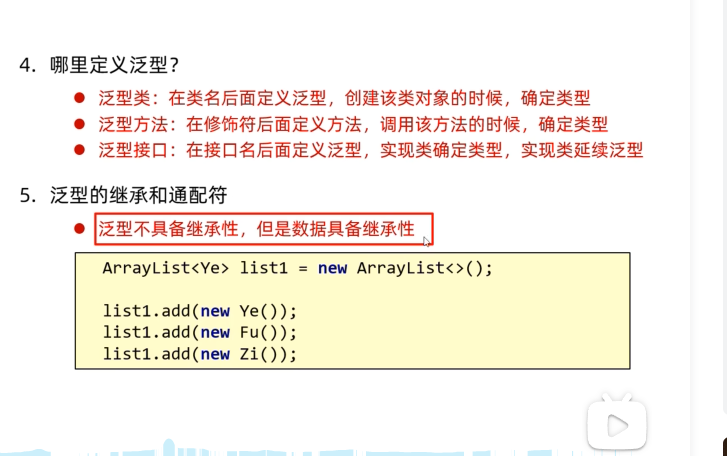 4. 哪里定义泛型?
● 泛型类：在类名后面定义泛型，创建该类对象的时候，确定类型
● 泛型方法：在修饰符后面定义方法，调用该方法的时候，确定类型
● 泛型接口：在接口名后面定义泛型，实现类确定类型，实现类延续泛型
5. 泛型的继承和通配符
● 泛型不具备继承性，但是数据具备继承性
ArrayList<Ye> list1 = new ArrayList<>();
list1.add(new Ye());
list1.add(new Fu());
list1.add(new Zi());